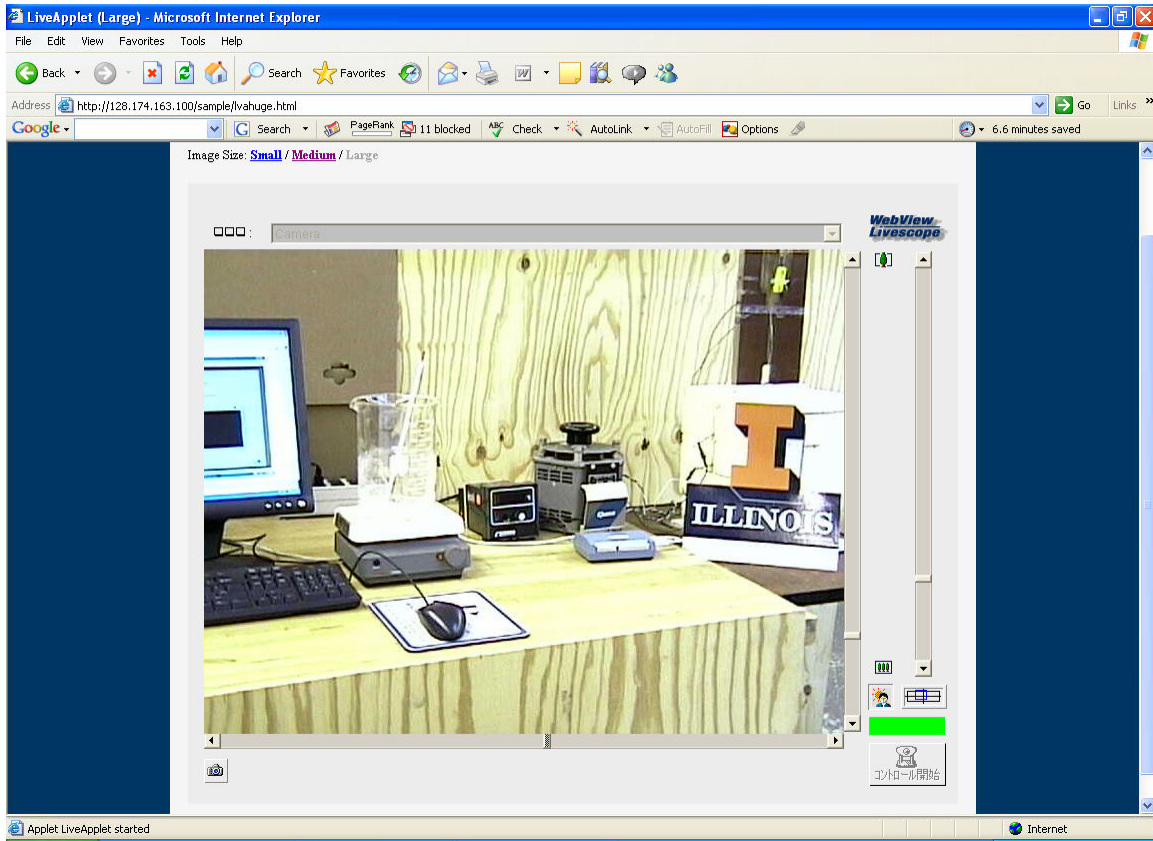 LiveApplet (Large) - Microsoft Internet Explorer
File Edit View Favorites Tools Help
Back Search Favorites
Address http://128.174.163.100/sample/lvahuge.html Go Links »
Google Search PageRank 11 blocked ABC Check AutoLink AutoFill Options 6.6 minutes saved
Image Size: Small / Medium / Large
WebView
Livescope
□□□ : Camera
I
ILLINOIS
コントロール開始
Applet LiveApplet started Internet